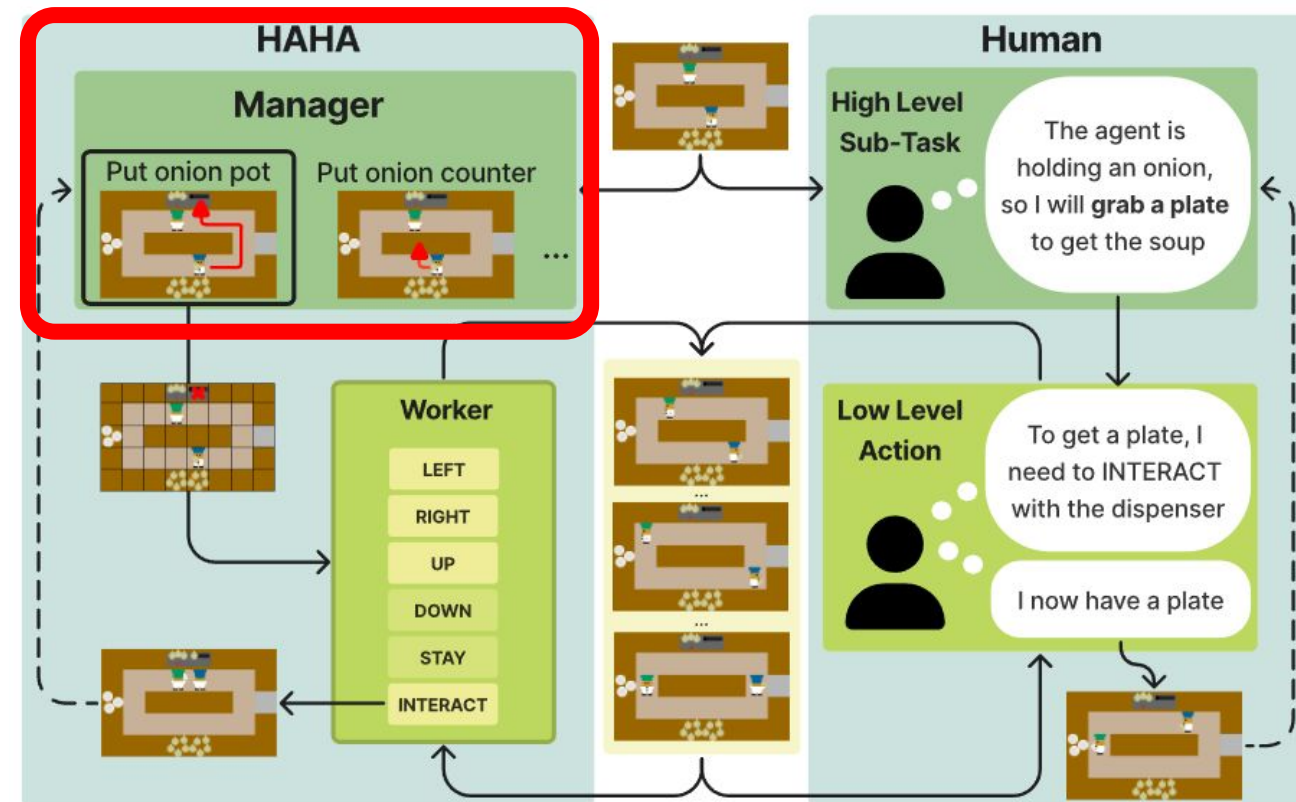 HAHA
Manager
Put onion pot
Put onion counter
...
Worker
LEFT
RIGHT
UP
DOWN
STAY
INTERACT
...
...
Human
High Level
Sub-Task
The agent is
holding an onion,
so I will grab a plate
to get the soup
Low Level
Action
To get a plate, I
need to INTERACT
with the dispenser
I now have a plate